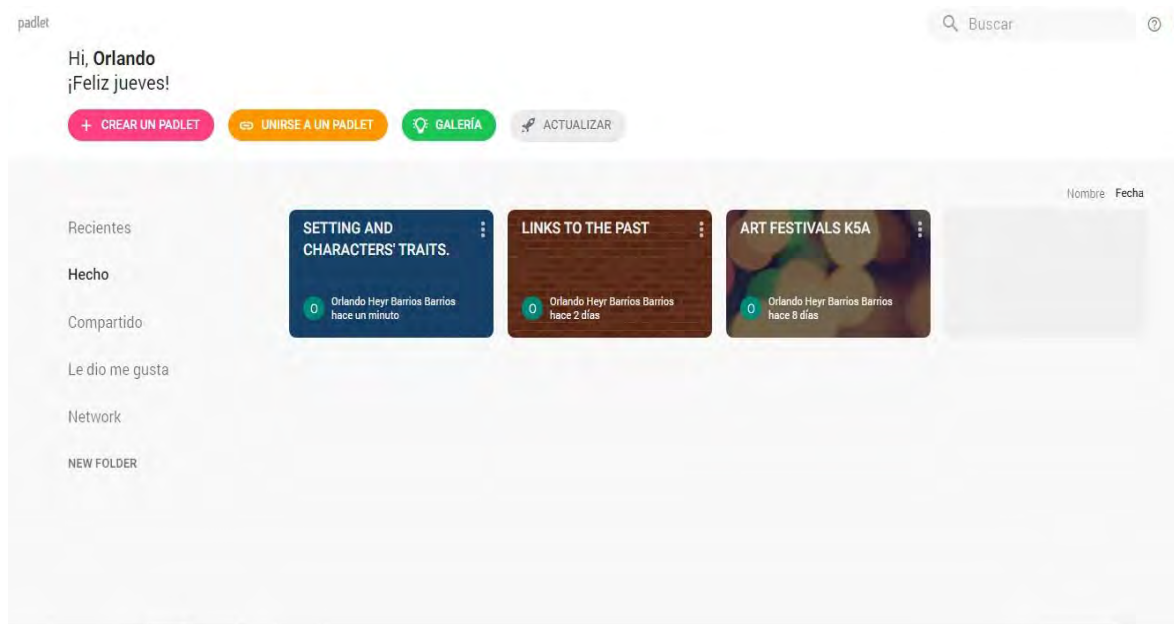 padlet
Buscar
Hi, Orlando
¡Feliz jueves!
CREAR UN PADLET
UNIRSE A UN PADLET
GALERÍA
ACTUALIZAR
Nombre Fecha
Recientes
Hecho
Compartido
Le dio me gusta
Network
NEW FOLDER
SETTING AND
CHARACTERS' TRAITS.
O
Orlando Heyr Barrios Barrios
hace un minuto
LINKS TO THE PAST
O
Orlando Heyr Barrios Barrios
hace 2 días
ART FESTIVALS K5A
O
Orlando Heyr Barrios Barrios
hace 8 días